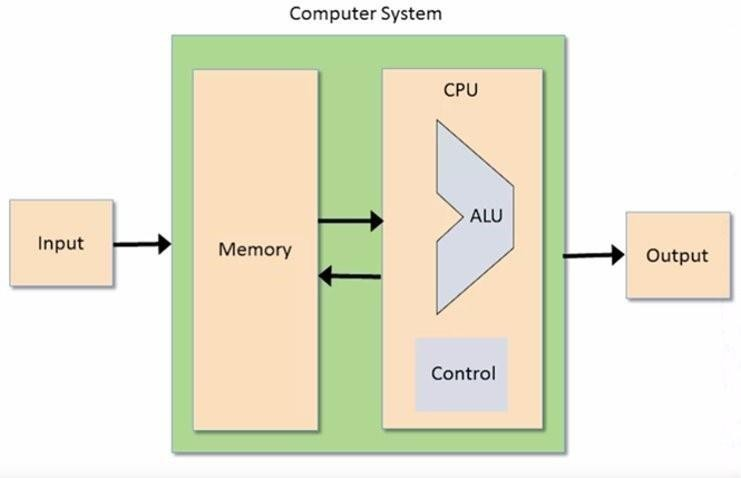 Computer System
CPU
Input
Memory
ALU
Output
Control